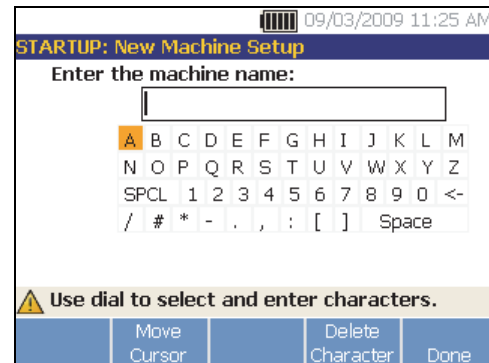 09/03/2009 11:25 AM
STARTUP: New Machine Setup
Enter the machine name:
A B C D E F G H I J K L M
N O P Q R S T U V W X Y Z
SPCL 1 2 3 4 5 6 7 8 9 0 <-
/ # * - . , : [ ] Space
Use dial to select and enter characters.
Move Cursor
Delete Character
Done